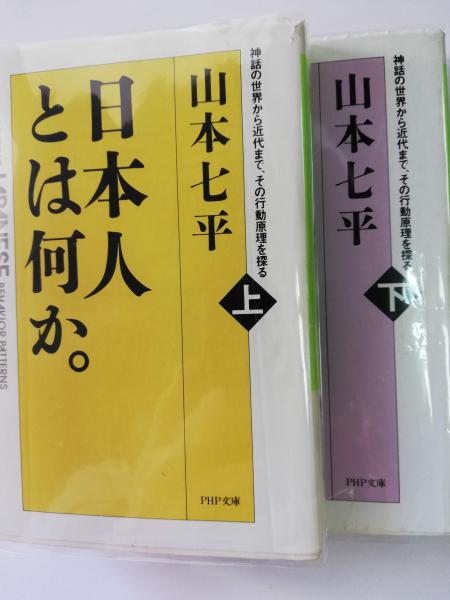 神話の世界から近代まで、その行動原理を探る
山本七平
上
日本人
とは何か。
PHP文庫
神話の世界から近代まで、その行動原理を探る
山本七平
下
PHP文庫